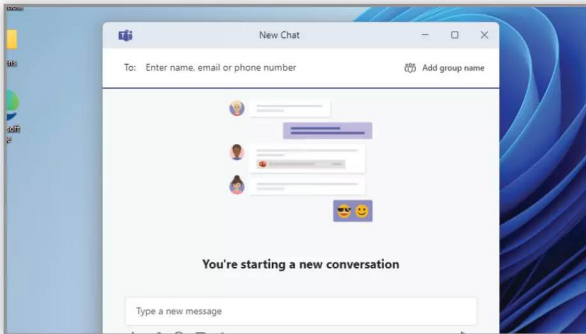 New Chat
To: Enter name, email or phone number
Add group name
You're starting a new conversation
Type a new message